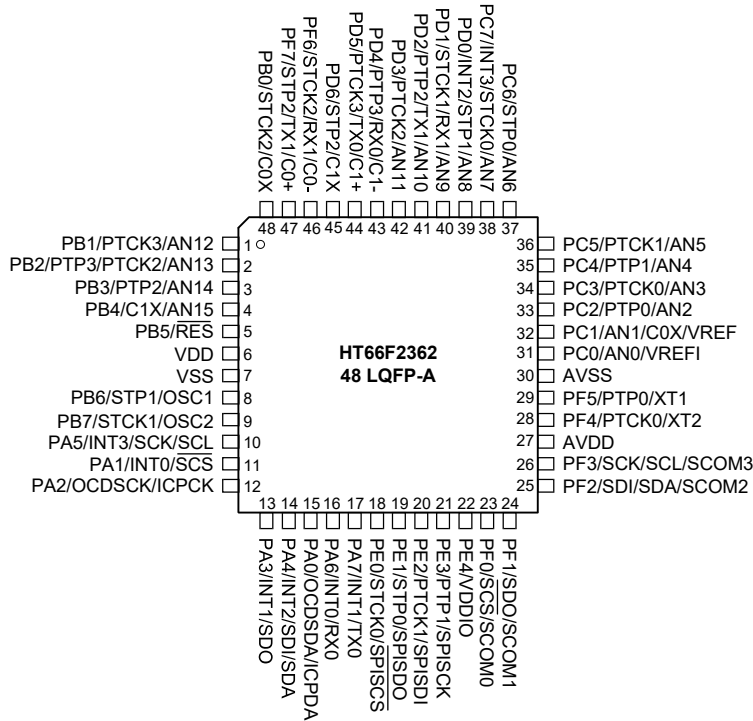 PB0/STCK2/C0X
PF7/STP2/TX1/C0+
PF6/STCK2/RX1/C0-
PD6/STP2/C1X
PD5/PTCK3/TX0/C1+
PD4/PTP3/RX0/C1-
PD3/PTCK2/AN11
PD2/PTP2/TX1/AN10
PD1/STCK1/RX1/AN9
PD0/INT2/STP1/AN8
PC7/INT3/STCK0/AN7
PC6/STP0/AN6
48 47 46 45 44 43 42 41 40 39 38 37
PB1/PTCK3/AN12 1
PB2/PTP3/PTCK2/AN13 2
PB3/PTP2/AN14 3
PB4/C1X/AN15 4
PB5/RES 5
VDD 6
VSS 7
PB6/STP1/OSC1 8
PB7/STCK1/OSC2 9
PA5/INT3/SCK/SCL 10
PA1/INT0/SCS 11
PA2/OCDSCK/ICPCK 12
HT66F2362
48 LQFP-A
36 PC5/PTCK1/AN5
35 PC4/PTP1/AN4
34 PC3/PTCK0/AN3
33 PC2/PTP0/AN2
32 PC1/AN1/C0X/VREF
31 PC0/AN0/VREFI
30 AVSS
29 PF5/PTP0/XT1
28 PF4/PTCK0/XT2
27 AVDD
26 PF3/SCK/SCL/SCOM3
25 PF2/SDI/SDA/SCOM2
13 14 15 16 17 18 19 20 21 22 23 24
PA3/INT1/SDO
PA4/INT2/SDI/SDA
PA0/OCDSDA/ICPDA
PA6/INT0/RX0
PA7/INT1/TX0
PE0/STCK0/SPISCS
PE1/STP0/SPISDO
PE2/PTCK1/SPISDI
PE3/PTP1/SPISCK
PE4/VDDIO
PF0/SCS/SCOM0
PF1/SDO/SCOM1